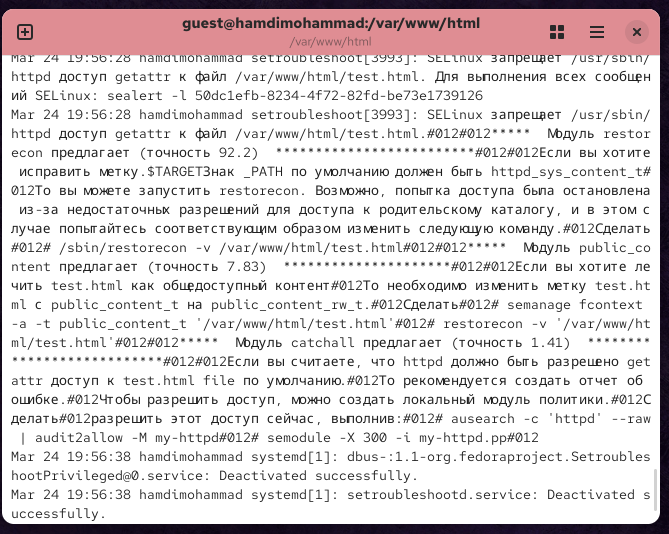 guest@hamdimohammad:/var/www/html
/var/www/html
Mar 24 19:56:28 hamdimohammad setroubleshoot[3993]: SELinux запрещает /usr/sbin/
httpd доступ getattr к файл /var/www/html/test.html. Для выполнения всех сообщен
ий SELinux: sealert -l 50dc1efb-8234-4f72-82fd-be73e1739126
Mar 24 19:56:28 hamdimohammad setroubleshoot[3993]: SELinux запрещает /usr/sbin/
httpd доступ getattr к файл /var/www/html/test.html.#012#012***** Модуль restor
econ предлагает (точность 92.2) ************************#012#012Если вы хотите
исправить метку.$TARGETЗнак _PATH по умолчанию должен быть httpd_sys_content_t#
012То вы можете запустить restorecon. Возможно, попытка доступа была остановлена
из-за недостаточных разрешений для доступа к родительскому каталогу, и в этом с
лучае попытайтесь соответствующим образом изменить следующую команду.#012Сделать
#012# /sbin/restorecon -v /var/www/html/test.html#012#012***** Модуль public_co
ntent предлагает (точность 7.83) ********************#012#012Если вы хотите ле
чить test.html как общедоступный контент#012То необходимо изменить метку test.ht
ml с public_content_t на public_content_rw_t.#012Сделать#012# semanage fcontext
-a -t public_content_t '/var/www/html/test.html'#012# restorecon -v '/var/www/ht
ml/test.html'#012#012***** Модуль catchall предлагает (точность 1.41) ********
*******************#012#012Если вы считаете, что httpd должно быть разрешено get
attr доступ к test.html file по умолчанию.#012То рекомендуется создать отчет об
ошибке.#012Чтобы разрешить доступ, можно создать локальный модуль политики.#012С
делать#012разрешить этот доступ сейчас, выполнив:#012# ausearch -c 'httpd' --raw
| audit2allow -M my-httpd#012# semodule -X 300 -i my-httpd.pp#012
Mar 24 19:56:38 hamdimohammad systemd[1]: dbus-:1.1-org.fedoraproject.Setroubles
hootPrivileged@0.service: Deactivated successfully.
Mar 24 19:56:38 hamdimohammad systemd[1]: setroubleshootd.service: Deactivated s
uccessfully.